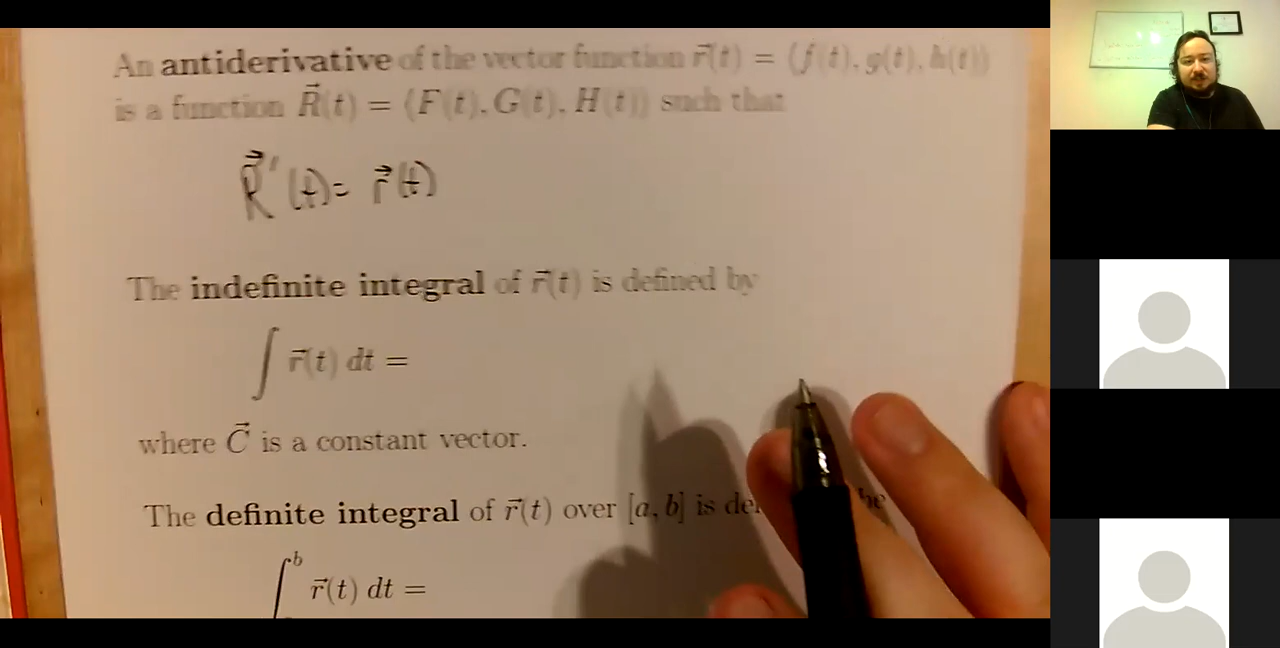 An antiderivative of the vector function r⃗(t) = ⟨f(t), g(t), h(t)⟩
is a function R⃗(t) = ⟨F(t), G(t), H(t)⟩ such that
R⃗′(t) = r⃗(t)
The indefinite integral of r⃗(t) is defined by
∫ r⃗(t) dt =
where C⃗ is a constant vector.
The definite integral of r⃗(t) over [a, b] is
∫ b r⃗(t) dt =